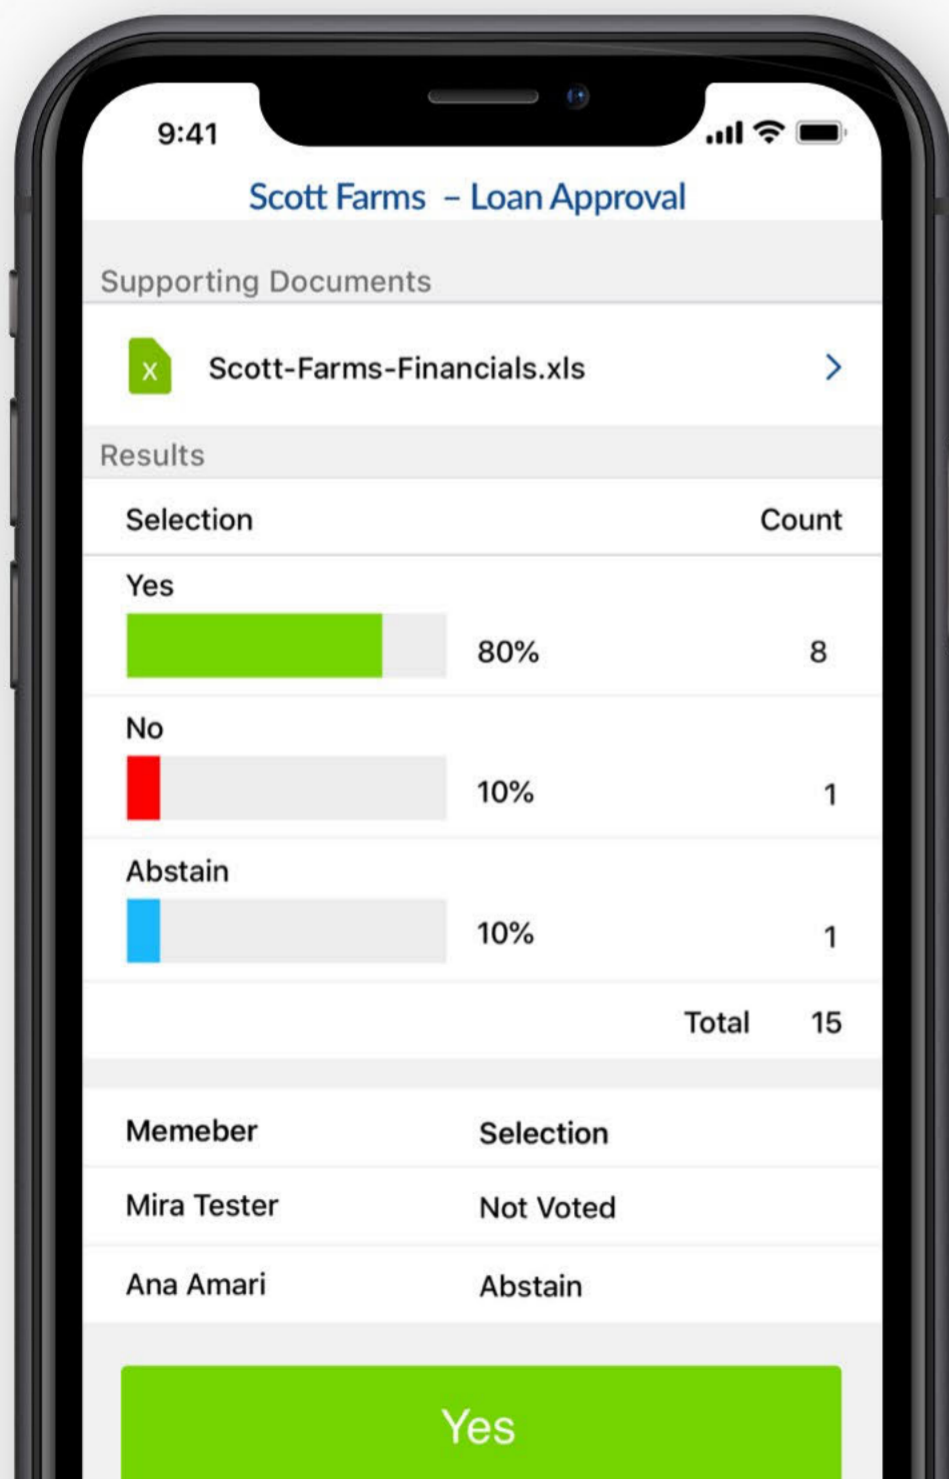 9:41
Scott Farms – Loan Approval
Supporting Documents
X Scott-Farms-Financials.xls
Results
Selection Count
Yes
80% 8
No
10% 1
Abstain
10% 1
Total 15
Memeber Selection
Mira Tester Not Voted
Ana Amari Abstain
Yes